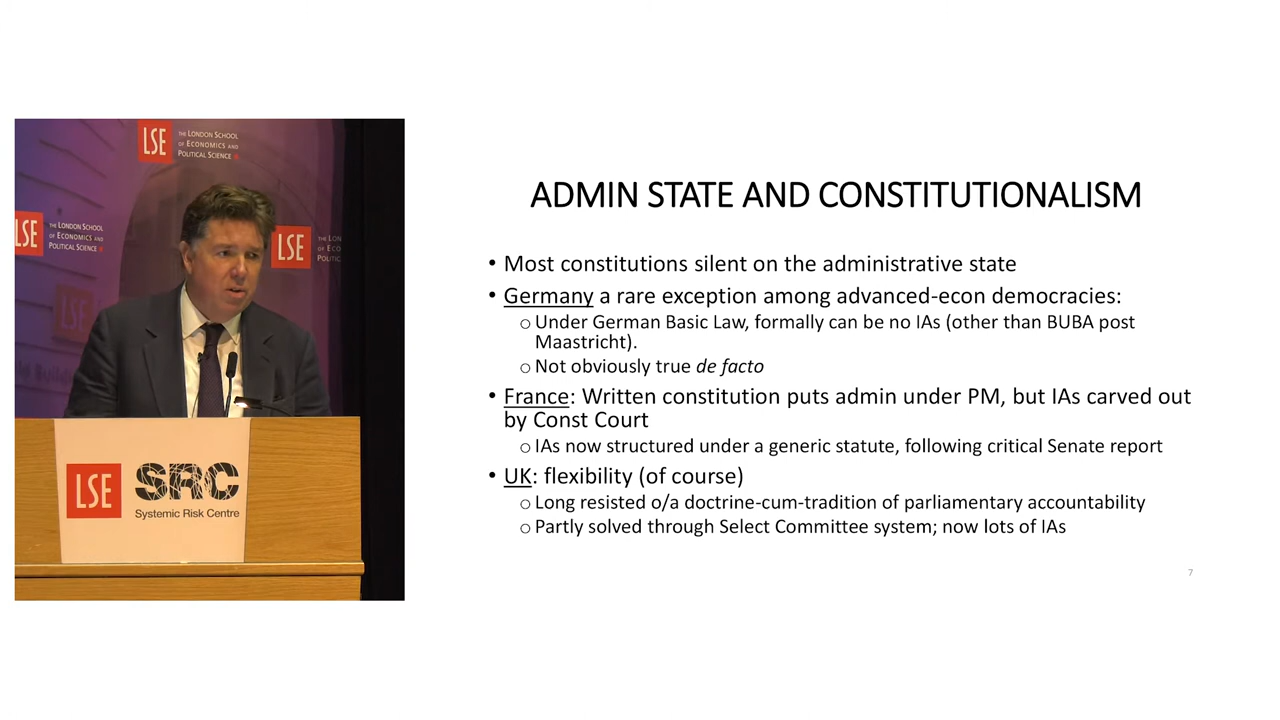 LSE
THE LONDON SCHOOL
OF ECONOMICS AND
POLITICAL SCIENCE
LSE
THE LONDON SCHOOL
OF ECONOMICS AND
POLITICAL SCIENCE
LSE
THE LON
OF ECO
POLITIC
LSE
LSE
SRC
Systemic Risk Centre
ADMIN STATE AND CONSTITUTIONALISM
• Most constitutions silent on the administrative state
• Germany a rare exception among advanced-econ democracies:
o Under German Basic Law, formally can be no IAs (other than BUBA post
Maastricht).
o Not obviously true de facto
• France: Written constitution puts admin under PM, but IAs carved out
by Const Court
o IAs now structured under a generic statute, following critical Senate report
• UK: flexibility (of course)
o Long resisted o/a doctrine-cum-tradition of parliamentary accountability
o Partly solved through Select Committee system; now lots of IAs
7